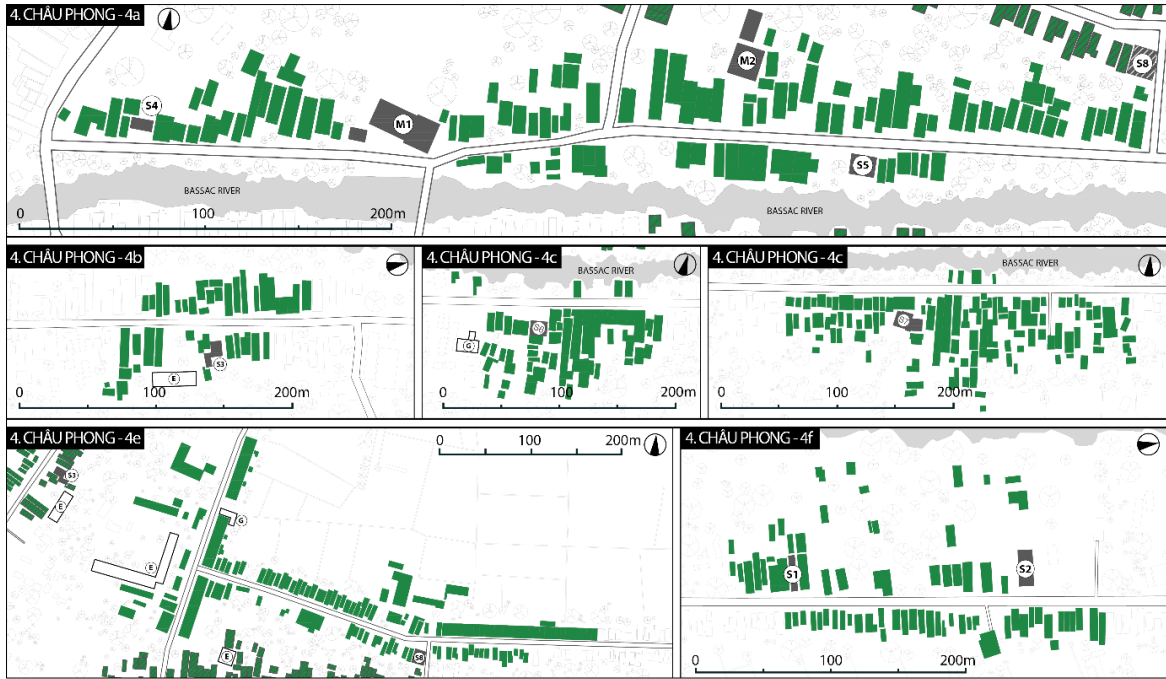 4. CHÂU PHONG - 4a
S4
M1
M2
S8
S5
BASSAC RIVER
BASSAC RIVER
0 100 200m
4. CHÂU PHONG - 4b
S3
E
0 100 200m
4. CHÂU PHONG - 4c
BASSAC RIVER
S6
G
0 100 200m
4. CHÂU PHONG - 4c
BASSAC RIVER
S7
0 100 200m
4. CHÂU PHONG - 4e
0 100 200m
S3
E
G
E
E
S8
4. CHÂU PHONG - 4f
S1
S2
0 100 200m